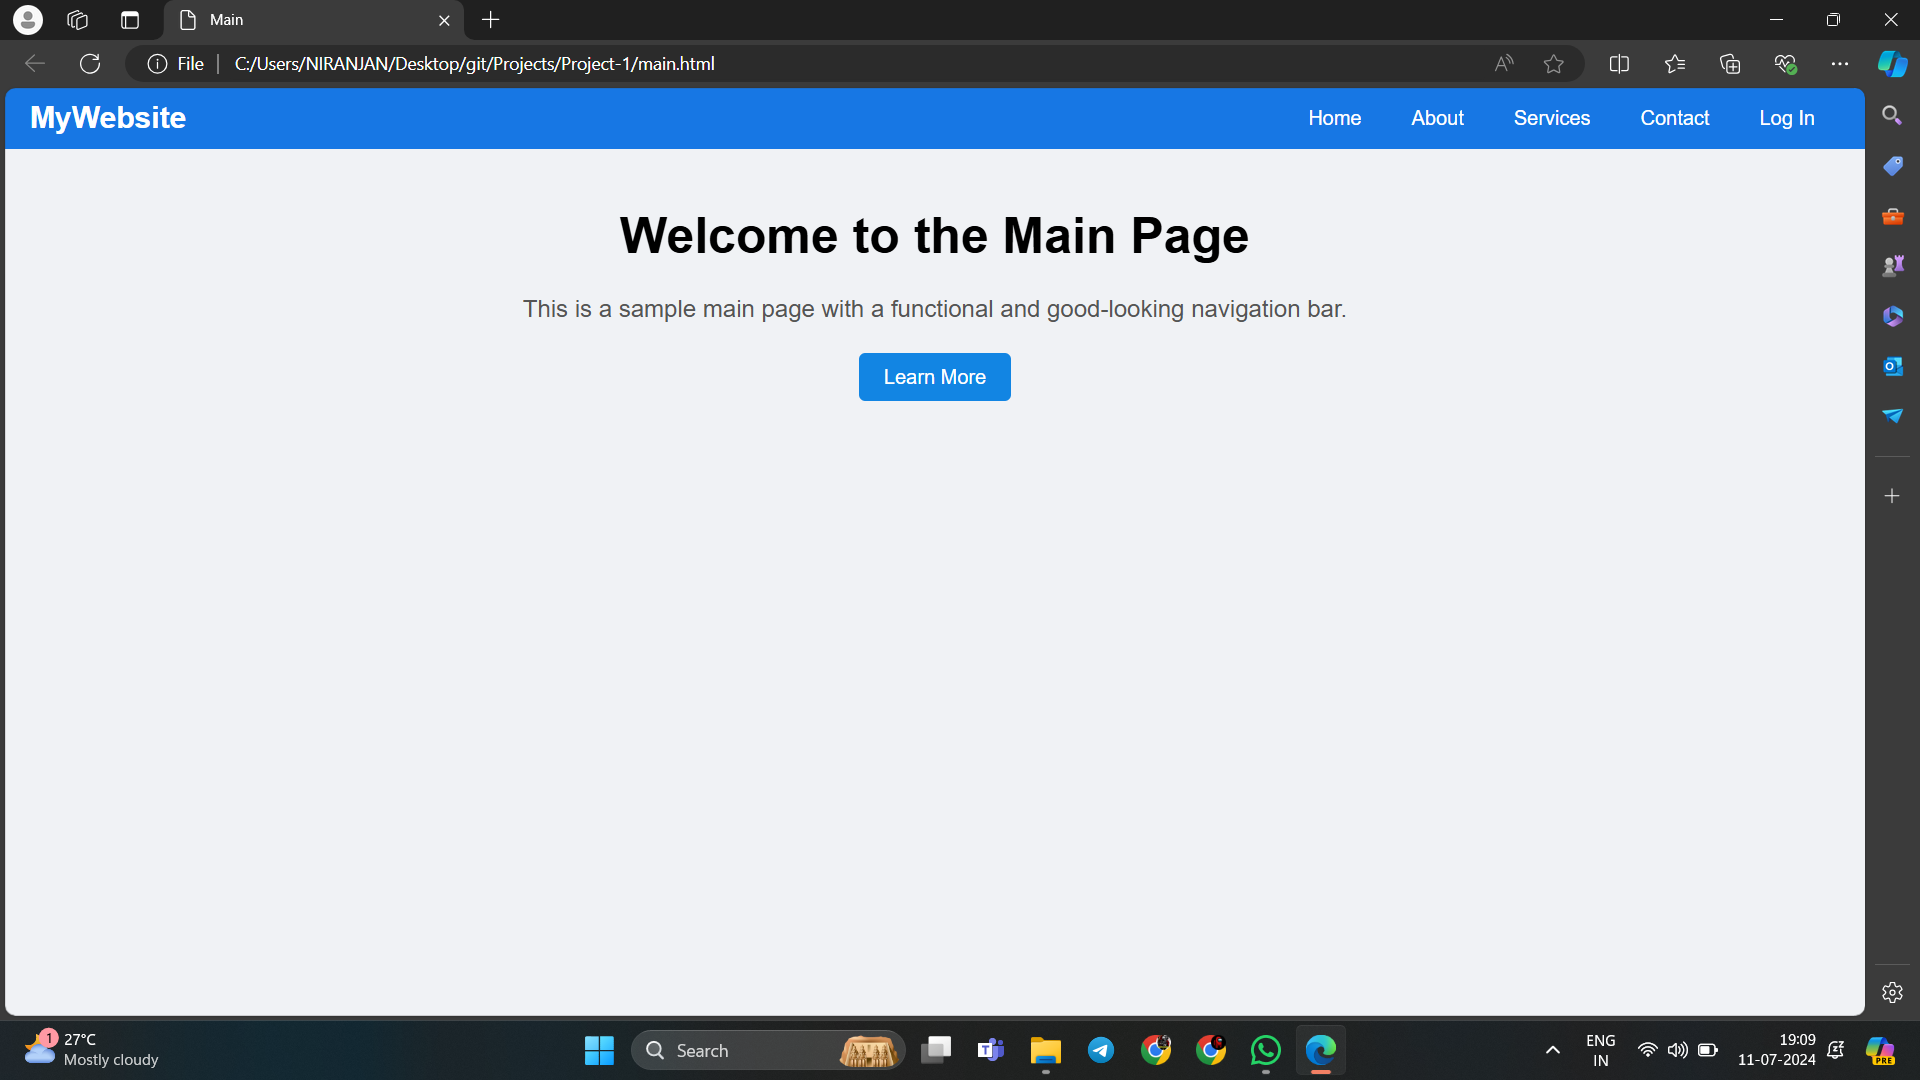 Main
File
C:/Users/NIRANJAN/Desktop/git/Projects/Project-1/main.html
MyWebsite
Home
About
Services
Contact
Log In
Welcome to the Main Page
This is a sample main page with a functional and good-looking navigation bar.
Learn More
1
27°C
Mostly cloudy
Search
ENG
IN
19:09
11-07-2024
PRE